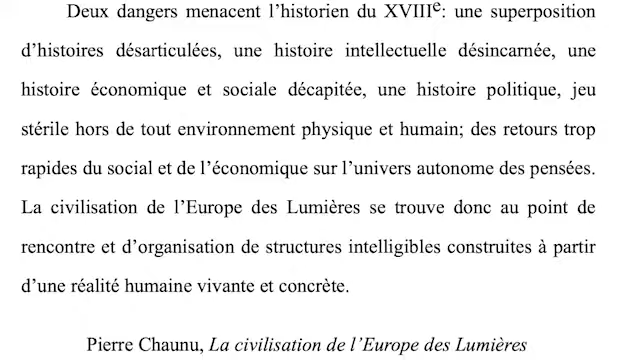 Deux dangers menacent l’historien du XVIIIe: une superposition
d’histoires désarticulées, une histoire intellectuelle désincarnée, une
histoire économique et sociale décapitée, une histoire politique, jeu
stérile hors de tout environnement physique et humain; des retours trop
rapides du social et de l’économique sur l’univers autonome des pensées.
La civilisation de l’Europe des Lumières se trouve donc au point de
rencontre et d’organisation de structures intelligibles construites à partir
d’une réalité humaine vivante et concrète.
Pierre Chaunu, La civilisation de l’Europe des Lumières